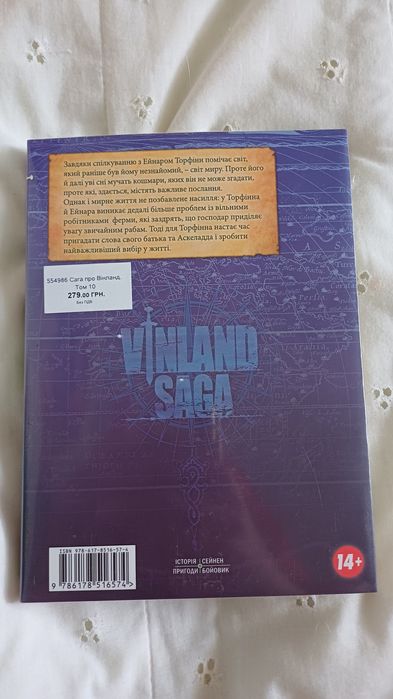 Завдяки спілкуванню з Ейнаром Торфінн помічає світ,
який раніше був йому незнайомий, – світ миру. Проте його
й далі уві сні мучать кошмари, яких він не може згадати,
проте які, здається, містять важливе послання.
Однак і мирне життя не позбавлене насилля: у Торфінна
й Ейнара виникає дедалі більше проблем із вільними
робітниками ферми, які заздрять, що господар приділяє
увагу звичайним рабам. Тоді для Торфінна настає час
пригадати слова свого батька та Аскеладда і зробити
найважливіший вибір у житті.
554986 Сага про Вінланд.
Том 10
279.00 ГРН.
Без ПДВ
VINLAND
SAGA
ISBN 978-617-8516-57-4
9 786178 516574
ІСТОРІЯ СЕЙНЕН
ПРИГОДИ БОЙОВИК
14+